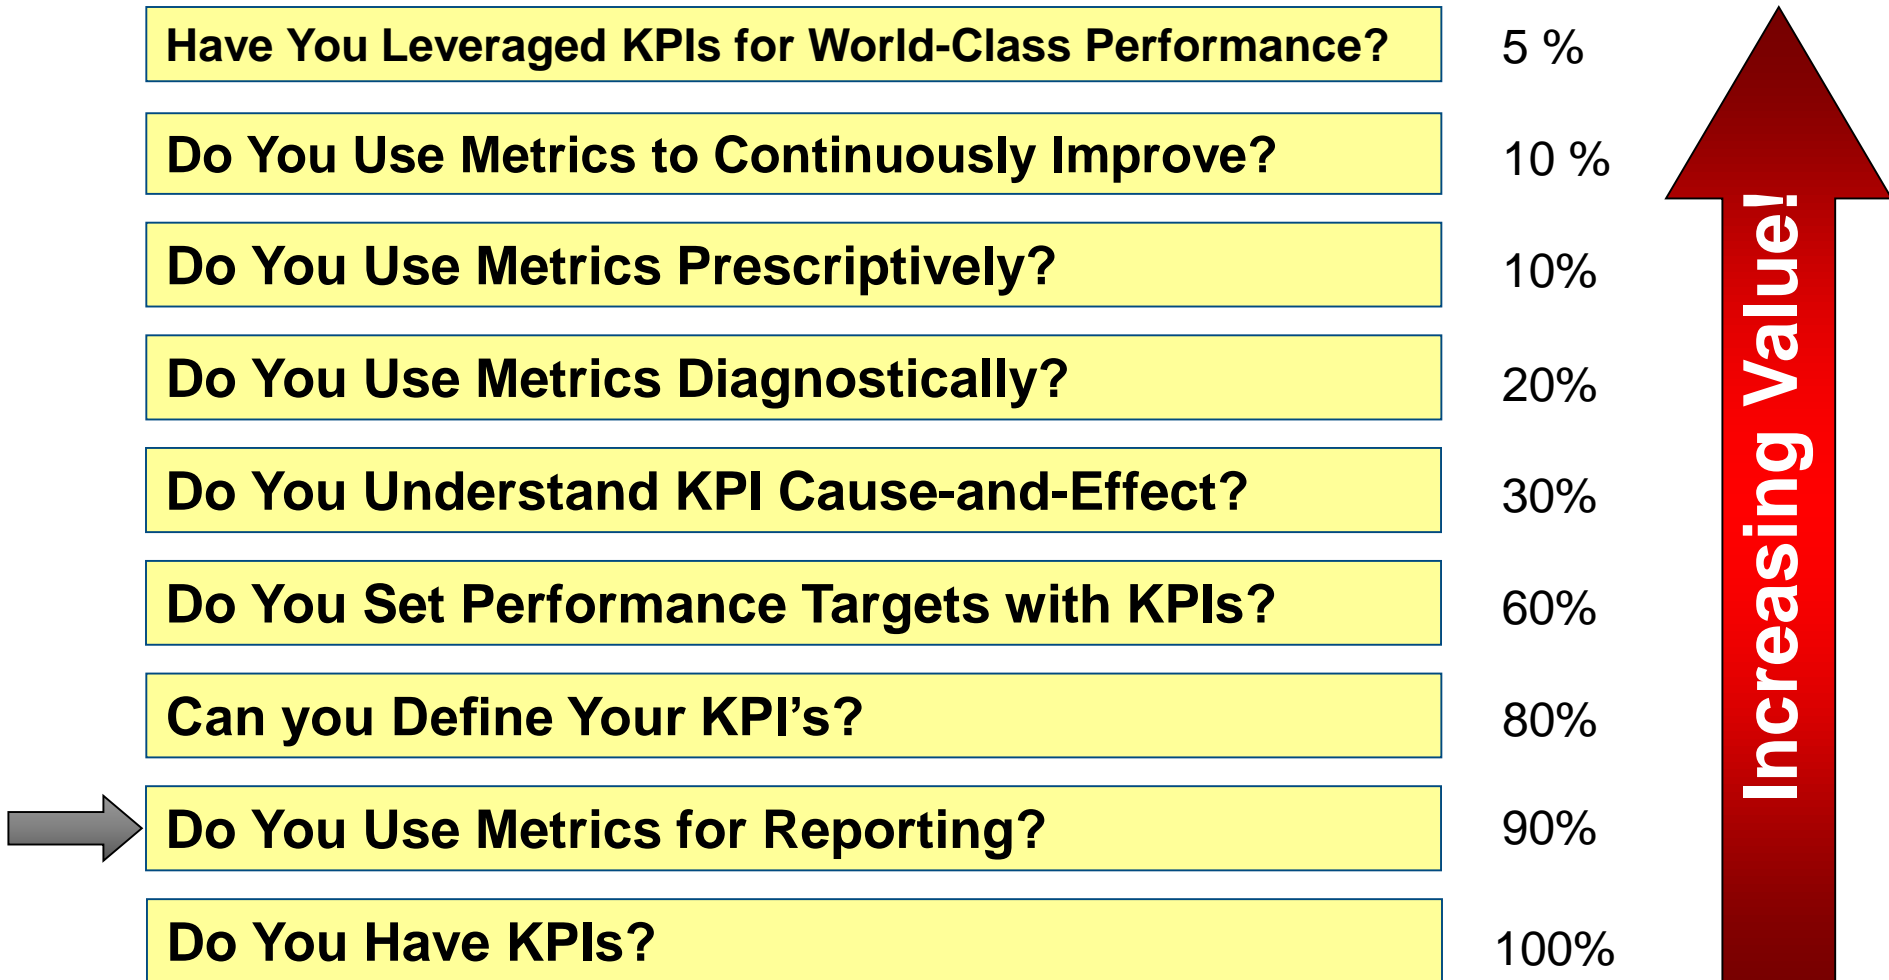 Have You Leveraged KPIs for World-Class Performance? 5 %
Do You Use Metrics to Continuously Improve? 10 %
Do You Use Metrics Prescriptively? 10%
Do You Use Metrics Diagnostically? 20%
Do You Understand KPI Cause-and-Effect? 30%
Do You Set Performance Targets with KPIs? 60%
Can you Define Your KPI’s? 80%
Do You Use Metrics for Reporting? 90%
Do You Have KPIs? 100%
Increasing Value!